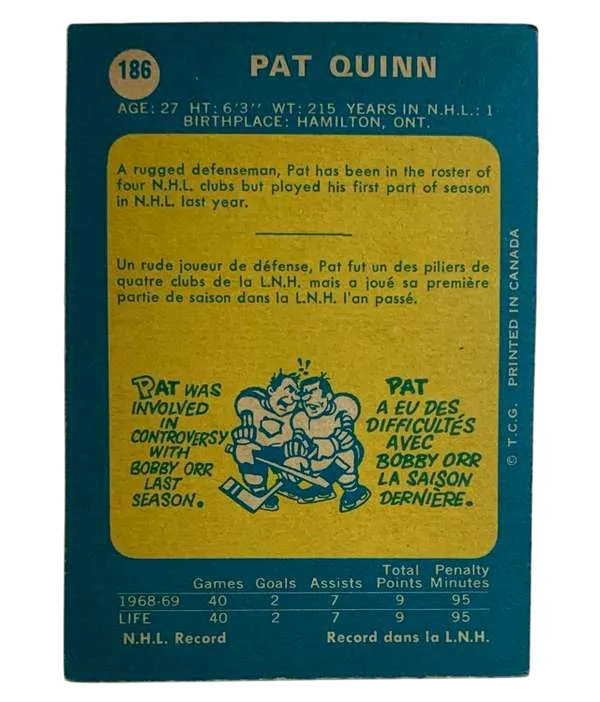 186
PAT QUINN
AGE: 27 HT: 6'3'' WT: 215 YEARS IN N.H.L.: 1
BIRTHPLACE: HAMILTON, ONT.
A rugged defenseman, Pat has been in the roster of
four N.H.L. clubs but played his first part of season
in N.H.L. last year.
Un rude joueur de défense, Pat fut un des piliers de
quatre clubs de la L.N.H. mais a joué sa première
partie de saison dans la L.N.H. l'an passé.
!?
PAT WAS
INVOLVED
IN
CONTROVERSY
WITH
BOBBY ORR
LAST
SEASON.
PAT
A EU DES
DIFFICULTÉS
AVEC
BOBBY ORR
LA SAISON
DERNIÈRE.
© T.C.G. PRINTED IN CANADA
Total Penalty
Games Goals Assists Points Minutes
1968-69 40 2 7 9 95
LIFE 40 2 7 9 95
N.H.L. Record Record dans la L.N.H.